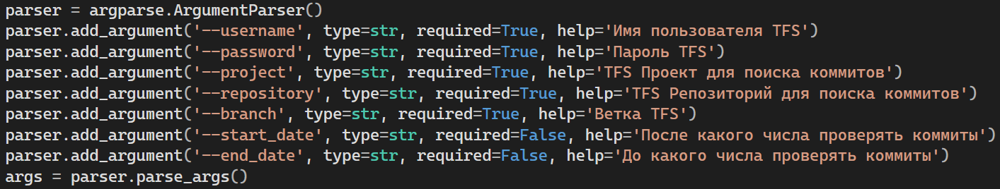 parser = argparse.ArgumentParser()
parser.add_argument('--username', type=str, required=True, help='Имя пользователя TFS')
parser.add_argument('--password', type=str, required=True, help='Пароль TFS')
parser.add_argument('--project', type=str, required=True, help='TFS Проект для поиска коммитов')
parser.add_argument('--repository', type=str, required=True, help='TFS Репозиторий для поиска коммитов')
parser.add_argument('--branch', type=str, required=True, help='Ветка TFS')
parser.add_argument('--start_date', type=str, required=False, help='После какого числа проверять коммиты')
parser.add_argument('--end_date', type=str, required=False, help='До какого числа проверять коммиты')
args = parser.parse_args()